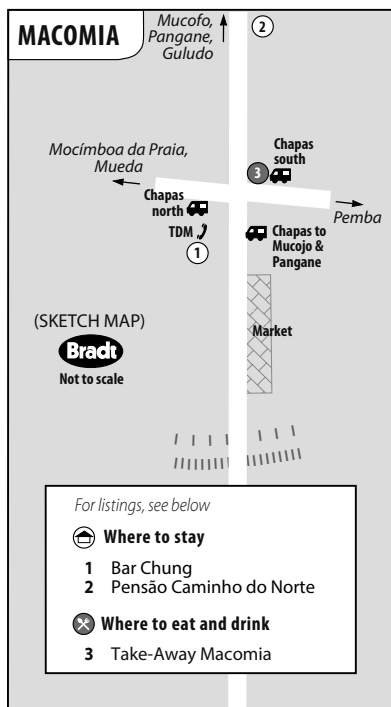 MACOMIA
Mucofo,
Pangane,
Guludo
2
Mocímboa da Praia,
Mueda
Chapas
south
3
Chapas
north
Pemba
TDM
1
Chapas to
Mucojo &
Pangane
Market
(SKETCH MAP)
Bradt
Not to scale
For listings, see below
Where to stay
1 Bar Chung
2 Pensão Caminho do Norte
Where to eat and drink
3 Take-Away Macomia